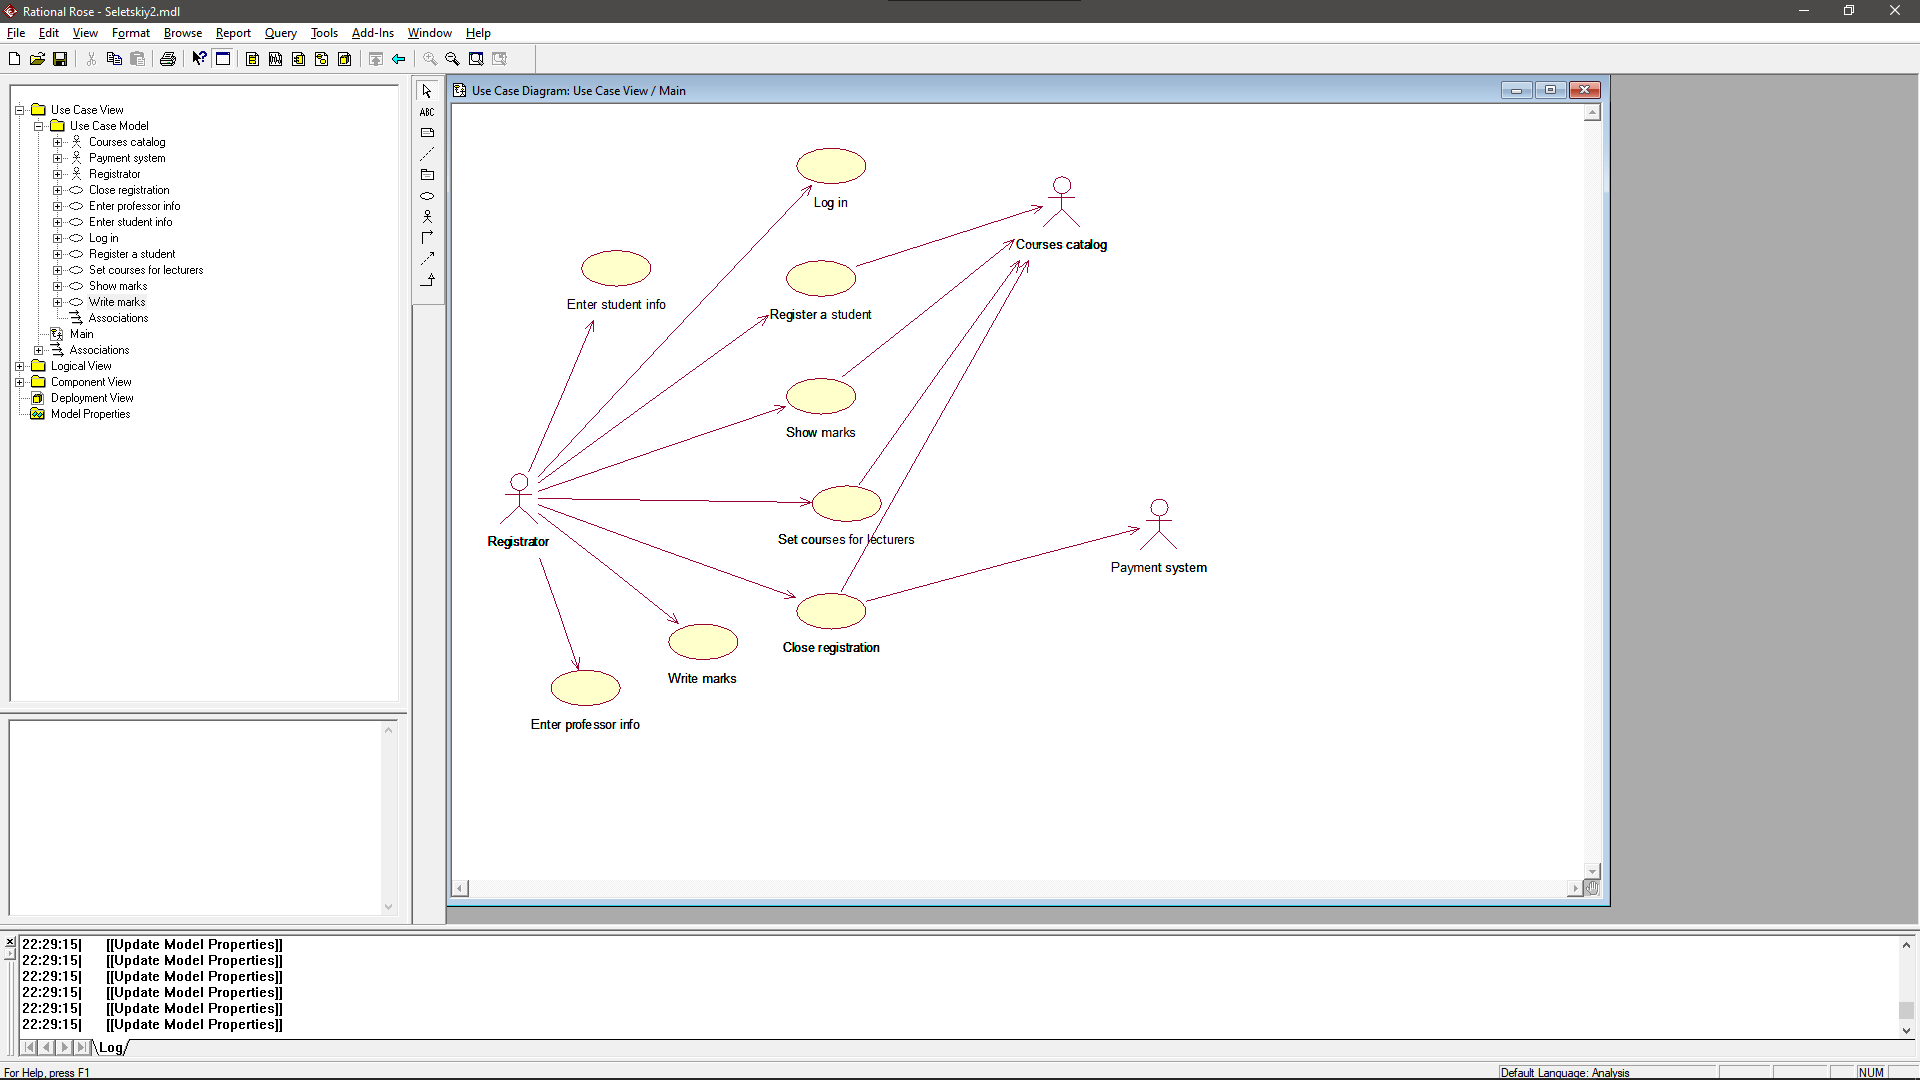 Rational Rose - Seletskiy2.mdl
File Edit View Format Browse Report Query Tools Add-Ins Window Help
Use Case View
Use Case Model
Courses catalog
Payment system
Registrator
Close registration
Enter professor info
Enter student info
Log in
Register a student
Set courses for lecturers
Show marks
Write marks
Associations
Main
Associations
Logical View
Component View
Deployment View
Model Properties
ABC
Use Case Diagram: Use Case View / Main
Log in
Courses catalog
Enter student info
Register a student
Show marks
Registrator
Set courses for lecturers
Payment system
Close registration
Write marks
Enter professor info
22:29:15| [[Update Model Properties]]
22:29:15| [[Update Model Properties]]
22:29:15| [[Update Model Properties]]
22:29:15| [[Update Model Properties]]
22:29:15| [[Update Model Properties]]
22:29:15| [[Update Model Properties]]
Log
For Help, press F1
Default Language: Analysis
NUM